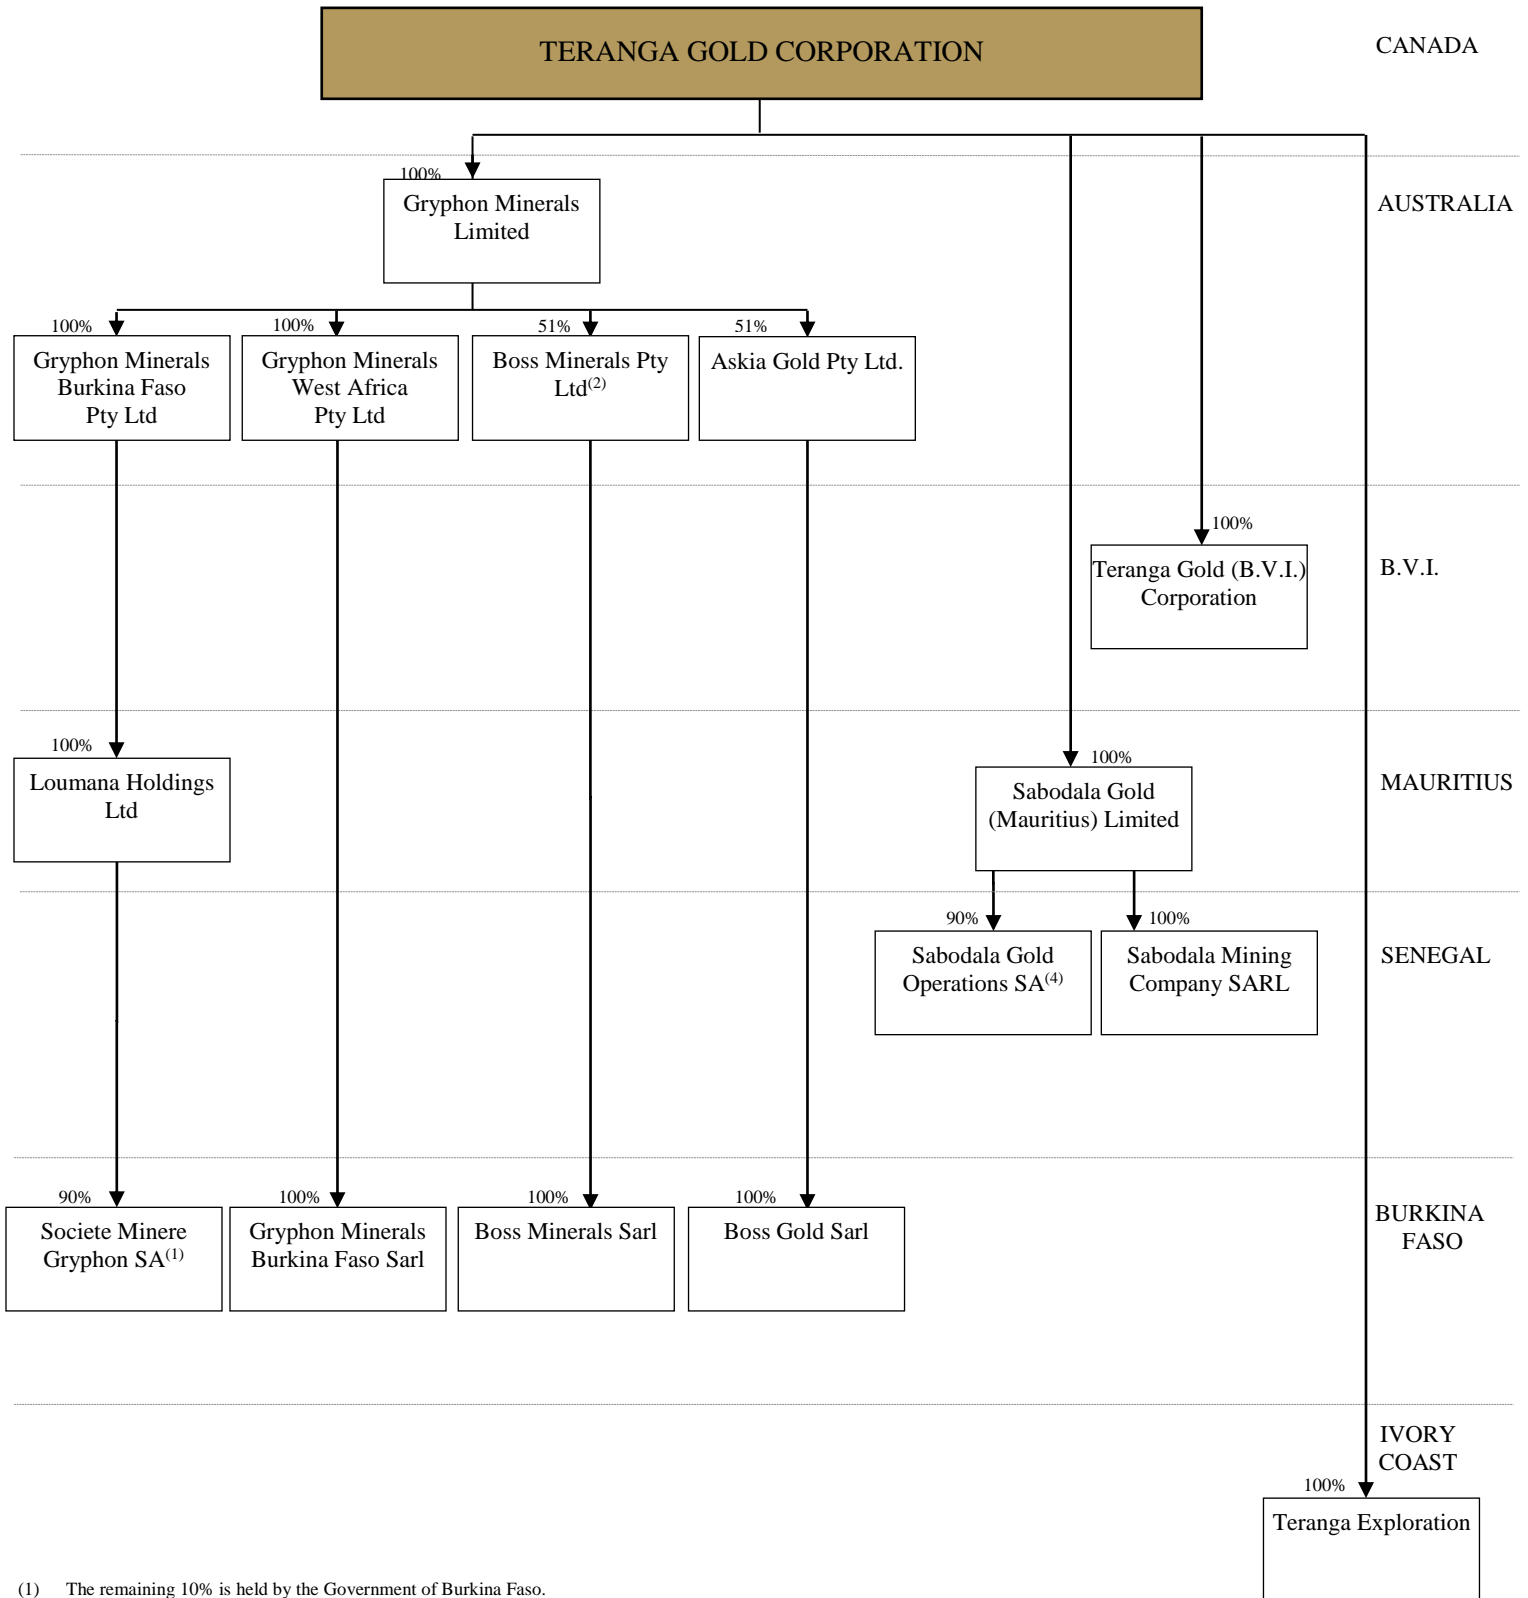 TERANGA GOLD CORPORATION
CANADA
100%
Gryphon Minerals
Limited
AUSTRALIA
100%
100%
51%
51%
Gryphon Minerals
Burkina Faso
Pty Ltd
Gryphon Minerals
West Africa
Pty Ltd
Boss Minerals Pty
Ltd(2)
Askia Gold Pty Ltd.
100%
Teranga Gold (B.V.I.)
Corporation
B.V.I.
100%
Loumana Holdings
Ltd
100%
Sabodala Gold
(Mauritius) Limited
MAURITIUS
90%
100%
Sabodala Gold
Operations SA(4)
Sabodala Mining
Company SARL
SENEGAL
90%
100%
100%
100%
Societe Minere
Gryphon SA(1)
Gryphon Minerals
Burkina Faso Sarl
Boss Minerals Sarl
Boss Gold Sarl
BURKINA
FASO
IVORY
COAST
100%
Teranga Exploration
(1) The remaining 10% is held by the Government of Burkina Faso.